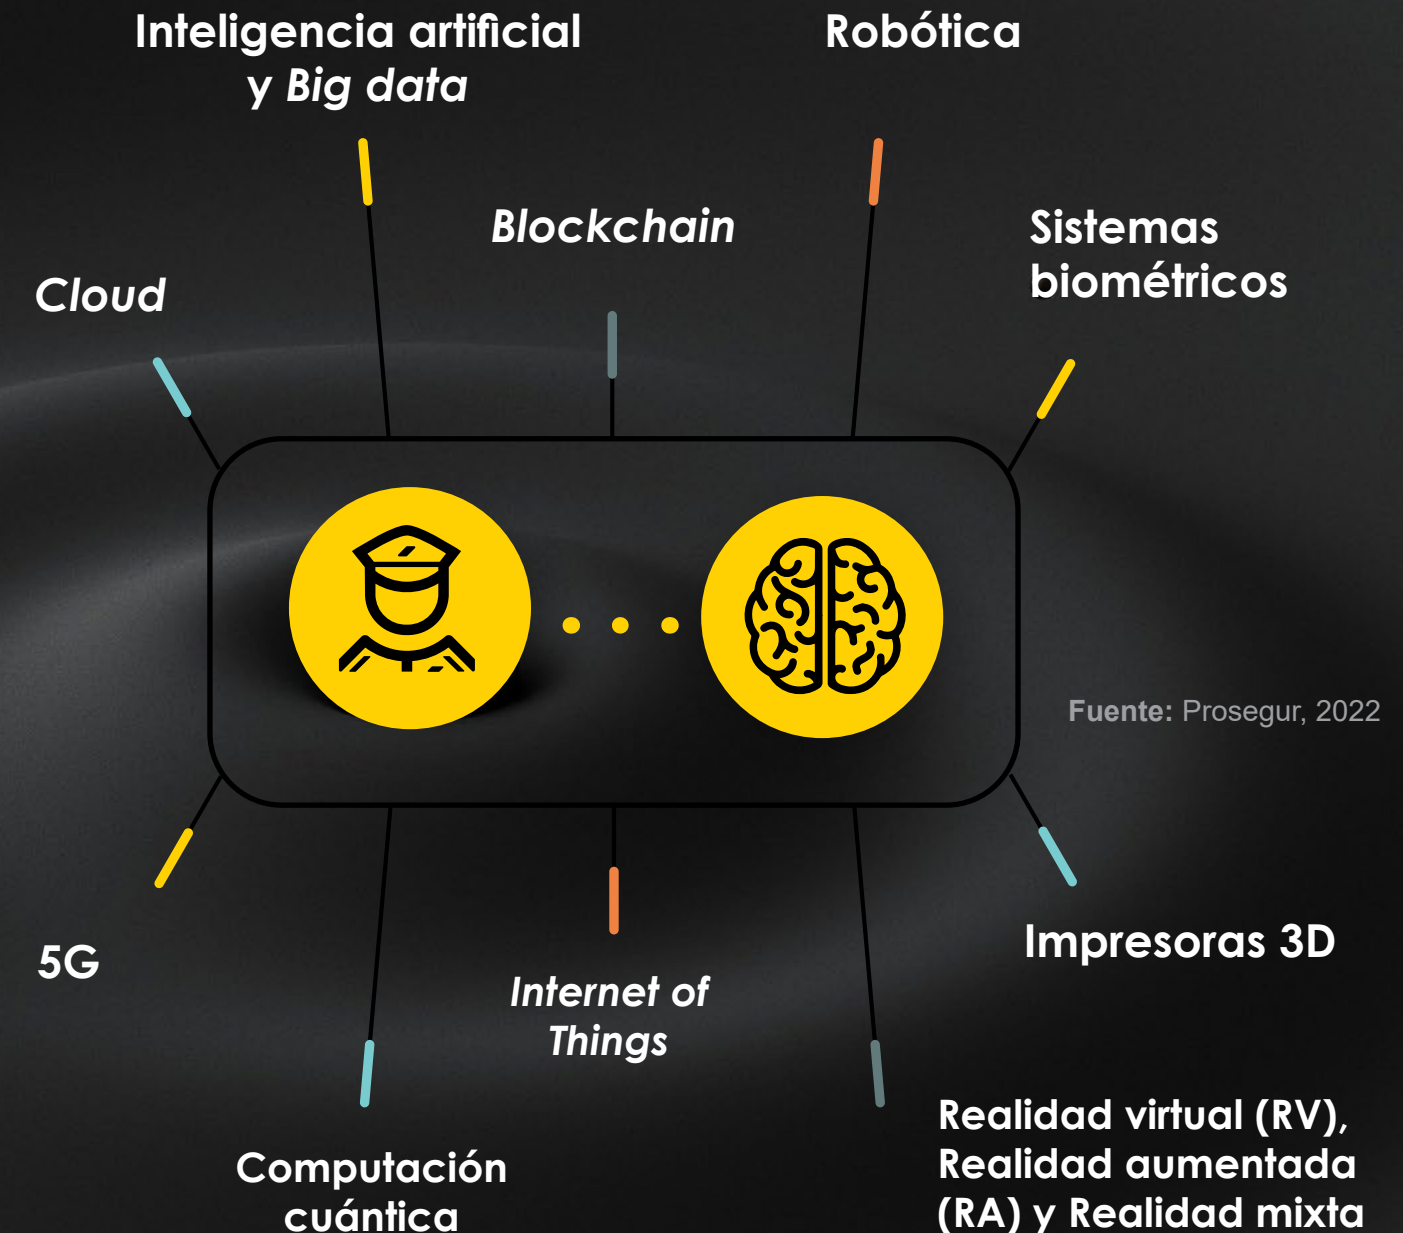 Inteligencia artificial
y Big data
Robótica
Blockchain
Sistemas
biométricos
Cloud
Fuente: Prosegur, 2022
5G
Impresoras 3D
Internet of
Things
Computación
cuántica
Realidad virtual (RV),
Realidad aumentada
(RA) y Realidad mixta